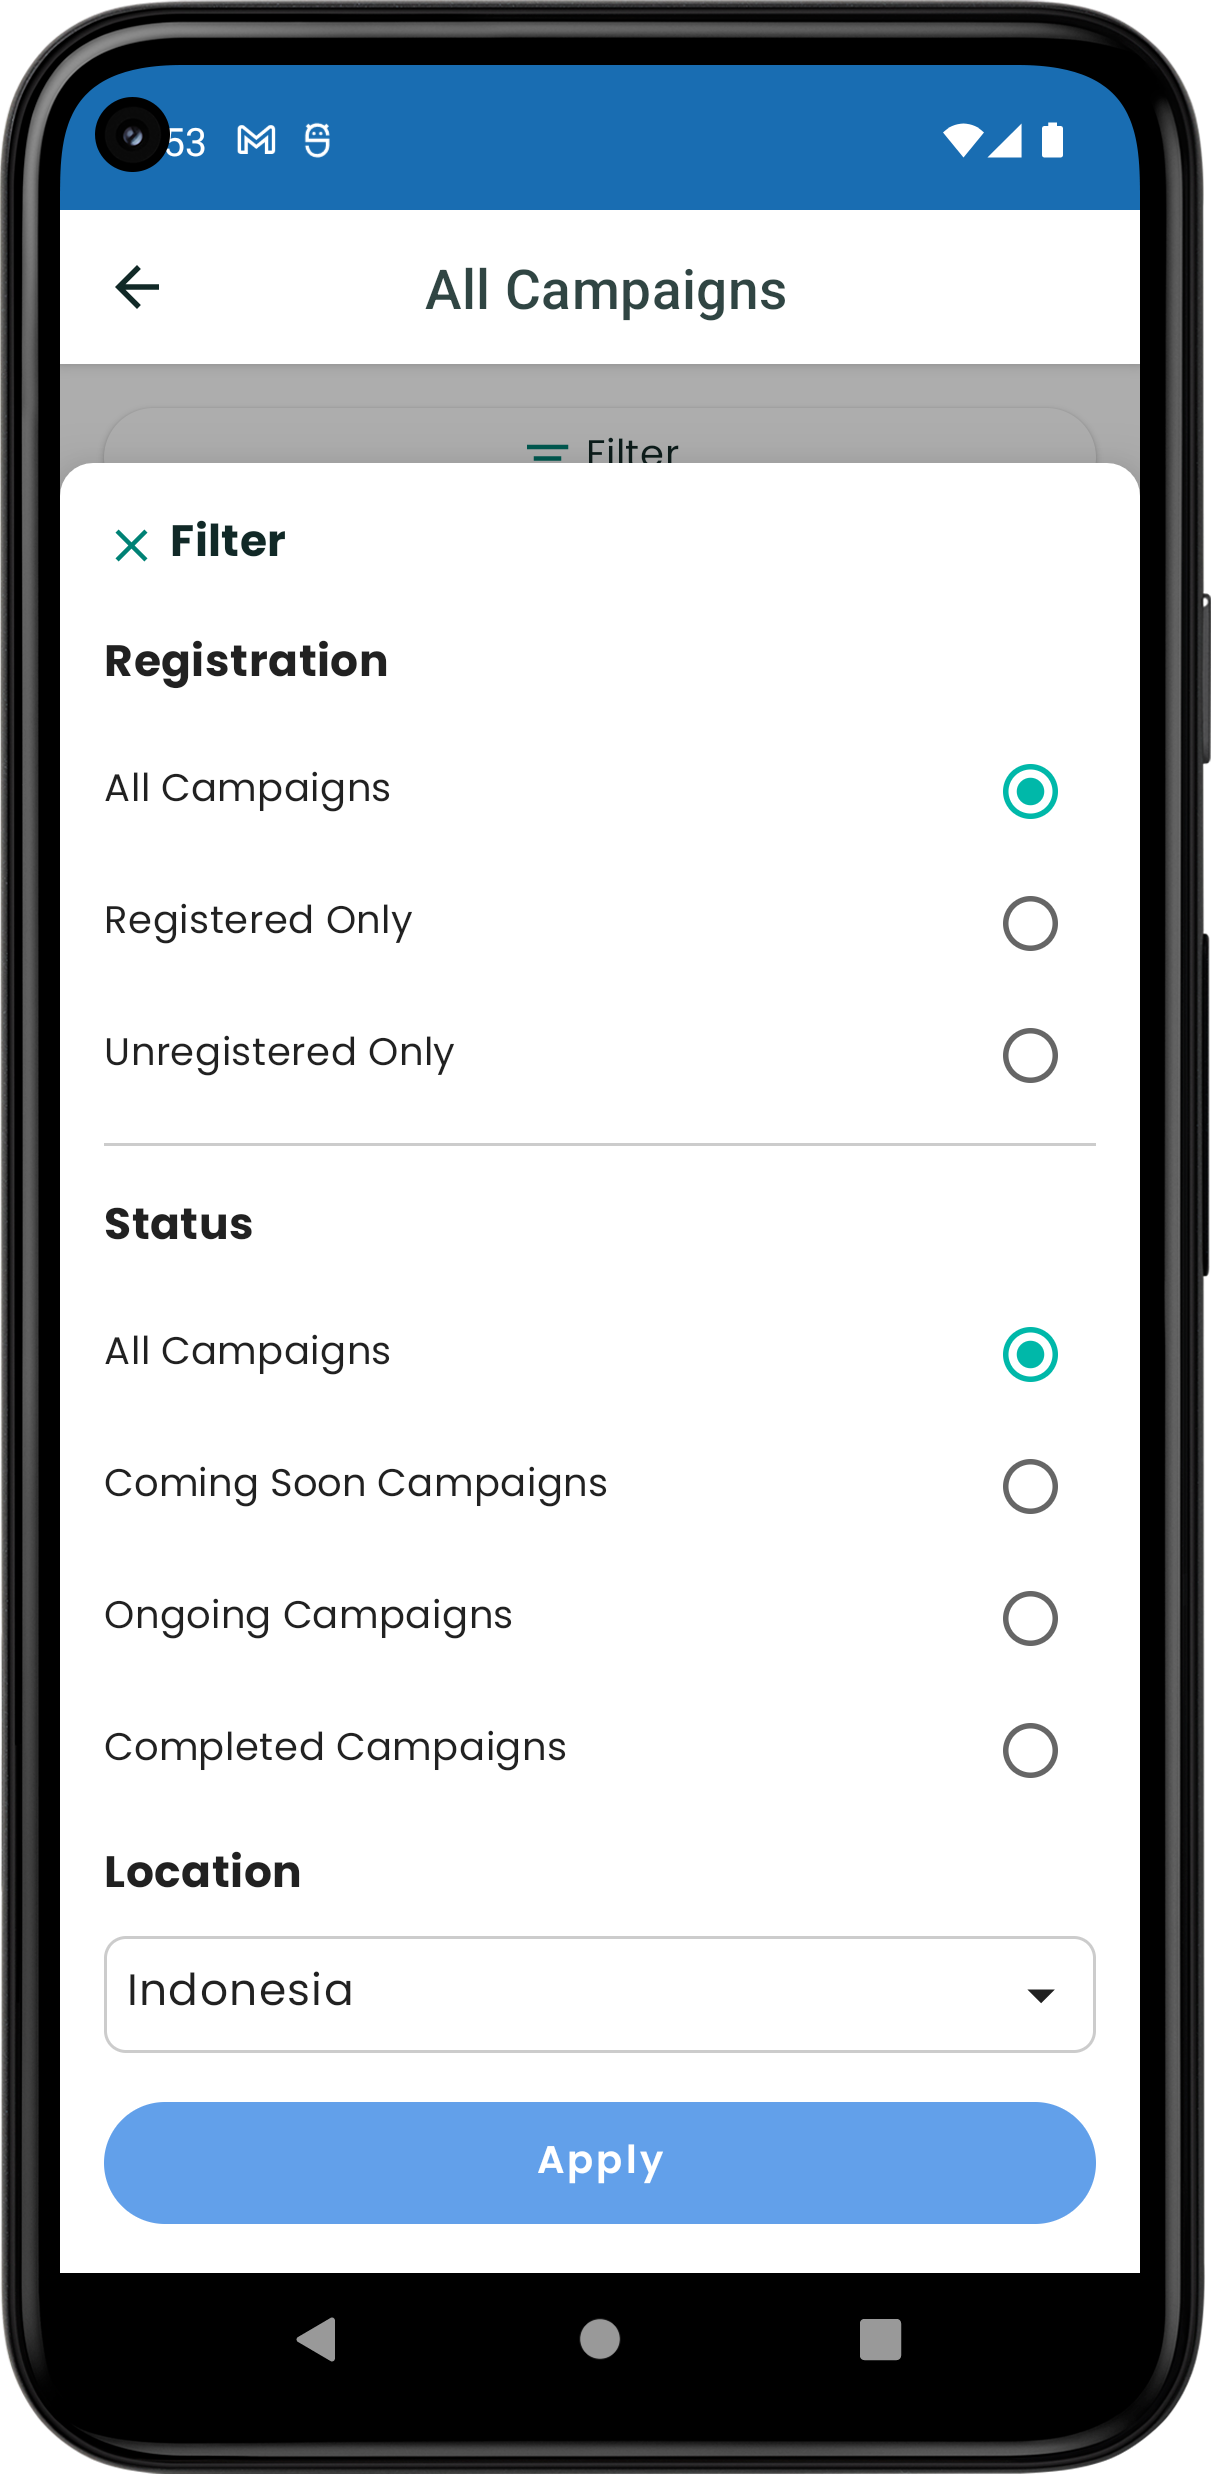 53
All Campaigns
Filter
Filter
Registration
All Campaigns
Registered Only
Unregistered Only
Status
All Campaigns
Coming Soon Campaigns
Ongoing Campaigns
Completed Campaigns
Location
Indonesia
Apply